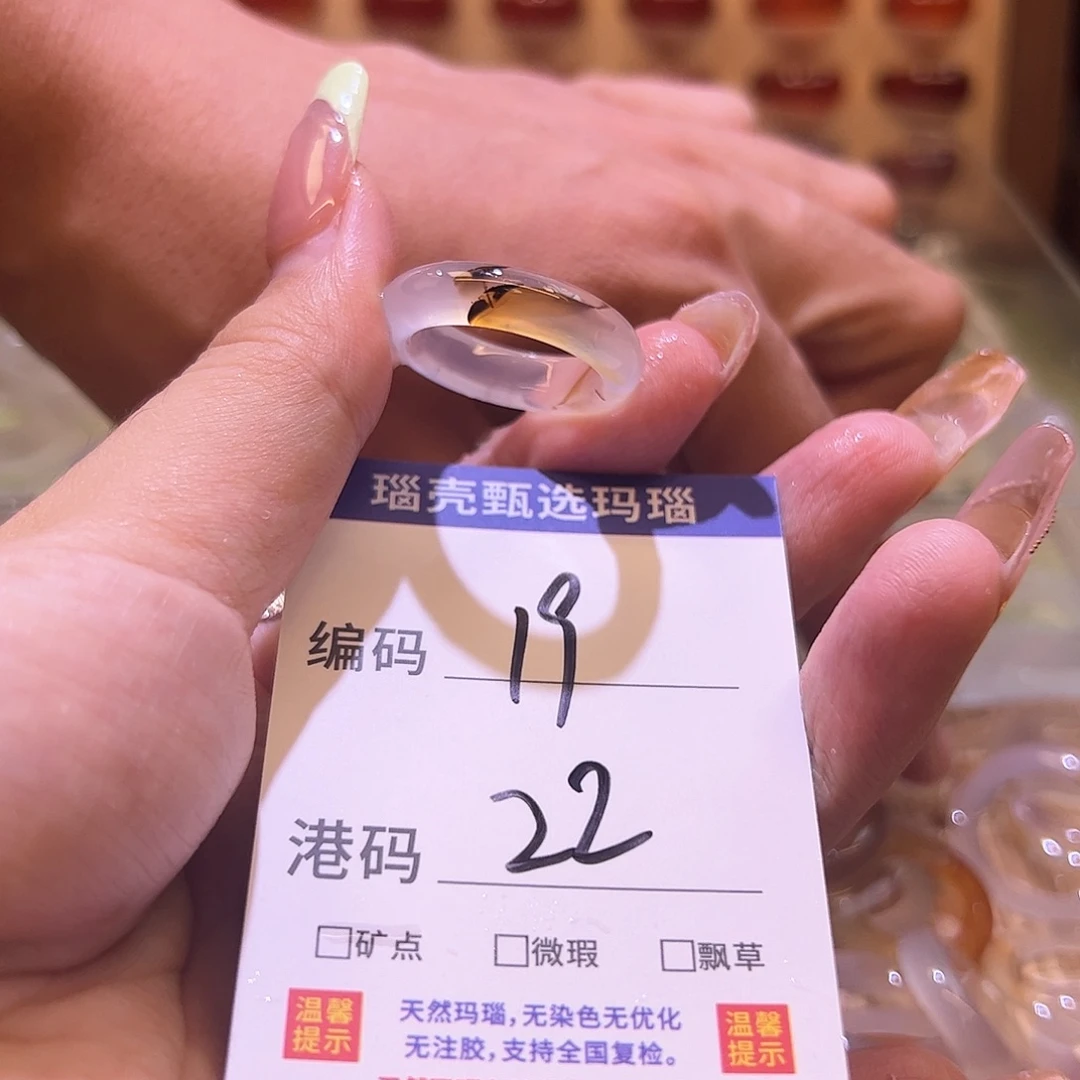 瑙壳甄选玛瑙
编码 19
港码 22
□矿点 □微瑕 □飘草
温馨提示
天然玛瑙，无染色无优化
无注胶，支持全国复检。
温馨提示